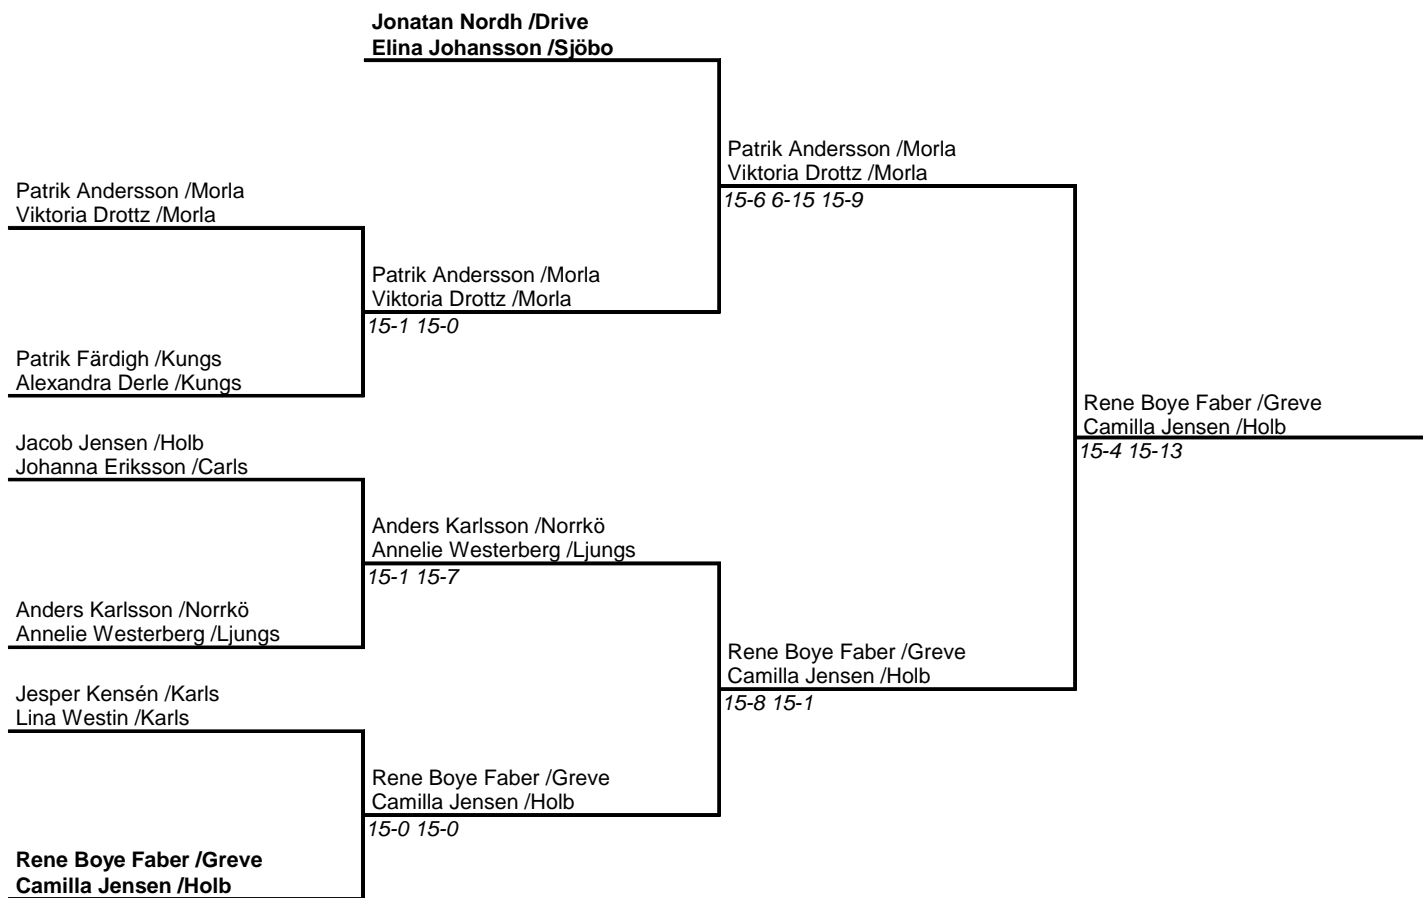 Jonatan Nordh /Drive
Elina Johansson /Sjöbo
Patrik Andersson /Morla
Viktoria Drottz /Morla
15-6 6-15 15-9
Patrik Andersson /Morla
Viktoria Drottz /Morla
Patrik Andersson /Morla
Viktoria Drottz /Morla
15-1 15-0
Patrik Färdigh /Kungs
Alexandra Derle /Kungs
Rene Boye Faber /Greve
Camilla Jensen /Holb
15-4 15-13
Jacob Jensen /Holb
Johanna Eriksson /Carls
Anders Karlsson /Norrkö
Annelie Westerberg /Ljungs
15-1 15-7
Anders Karlsson /Norrkö
Annelie Westerberg /Ljungs
Rene Boye Faber /Greve
Camilla Jensen /Holb
15-8 15-1
Jesper Kensén /Karls
Lina Westin /Karls
Rene Boye Faber /Greve
Camilla Jensen /Holb
15-0 15-0
Rene Boye Faber /Greve
Camilla Jensen /Holb